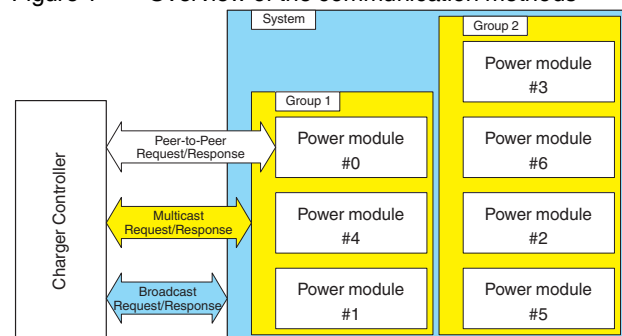 Figure Overview of the communication methods
System
Group 2
Power module
#3
Group 1
Peer-to-Peer
Request/Response
Power module
#0
Power module
#6
Charger Controller
Multicast
Request/Response
Power module
#4
Power module
#2
Broadcast
Request/Response
Power module
#1
Power module
#5